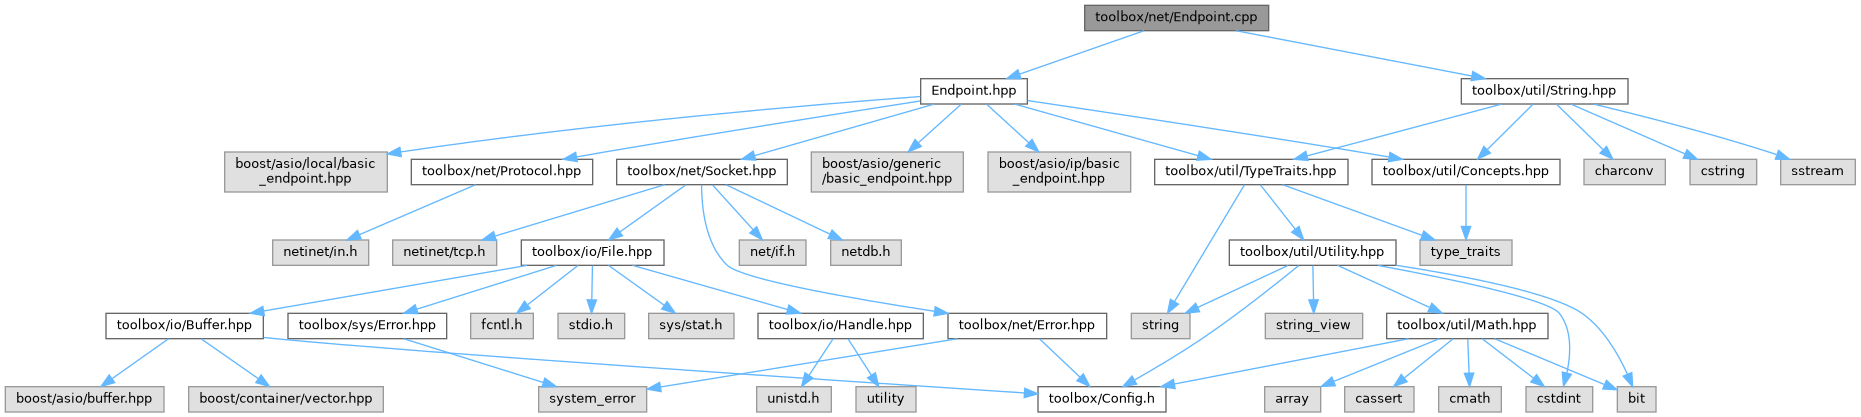 toolbox/net/Endpoint.cpp
Endpoint.hpp
toolbox/util/String.hpp
boost/asio/local/basic
_endpoint.hpp
toolbox/net/Protocol.hpp
toolbox/net/Socket.hpp
boost/asio/generic
/basic_endpoint.hpp
boost/asio/ip/basic
_endpoint.hpp
toolbox/util/TypeTraits.hpp
toolbox/util/Concepts.hpp
charconv
cstring
sstream
netinet/in.h
netinet/tcp.h
toolbox/io/File.hpp
net/if.h
netdb.h
toolbox/util/Utility.hpp
type_traits
toolbox/io/Buffer.hpp
toolbox/sys/Error.hpp
fcntl.h
stdio.h
sys/stat.h
toolbox/io/Handle.hpp
toolbox/net/Error.hpp
string
string_view
toolbox/util/Math.hpp
boost/asio/buffer.hpp
boost/container/vector.hpp
system_error
unistd.h
utility
toolbox/Config.h
array
cassert
cmath
cstdint
bit